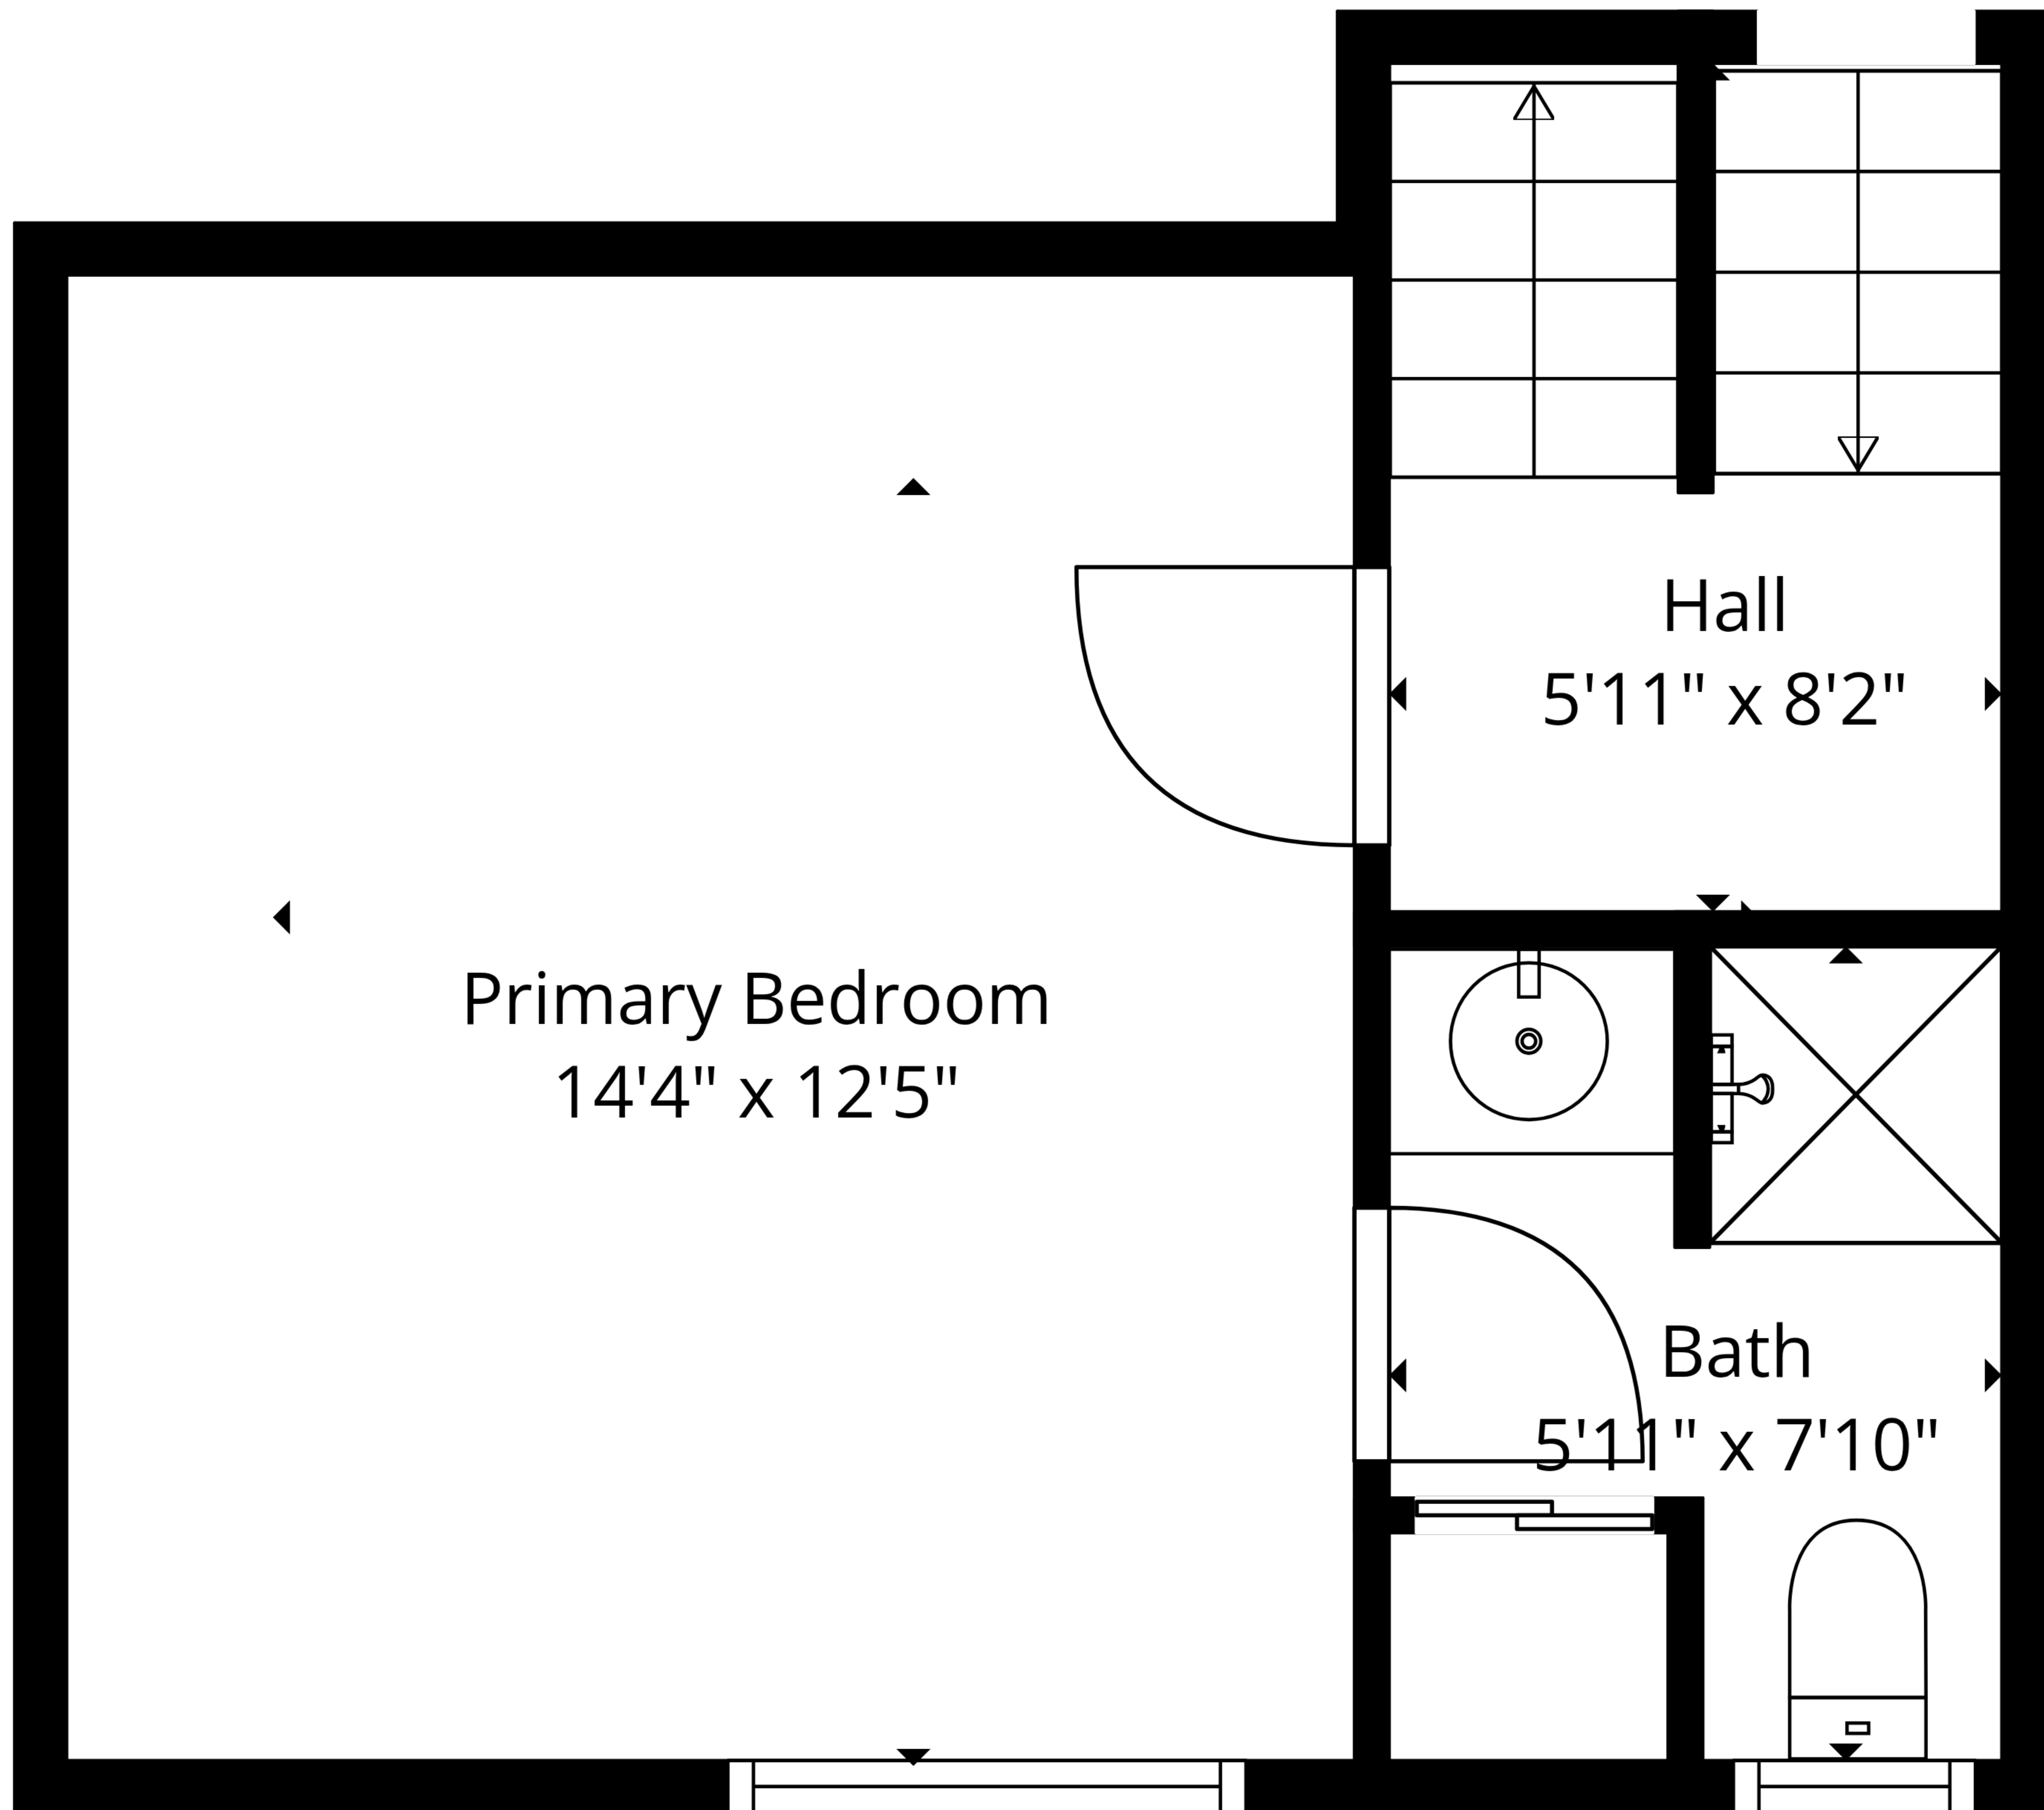 Hall
5'11" x 8'2"
Primary Bedroom
14'4" x 12'5"
Bath
5'11" x 7'10"